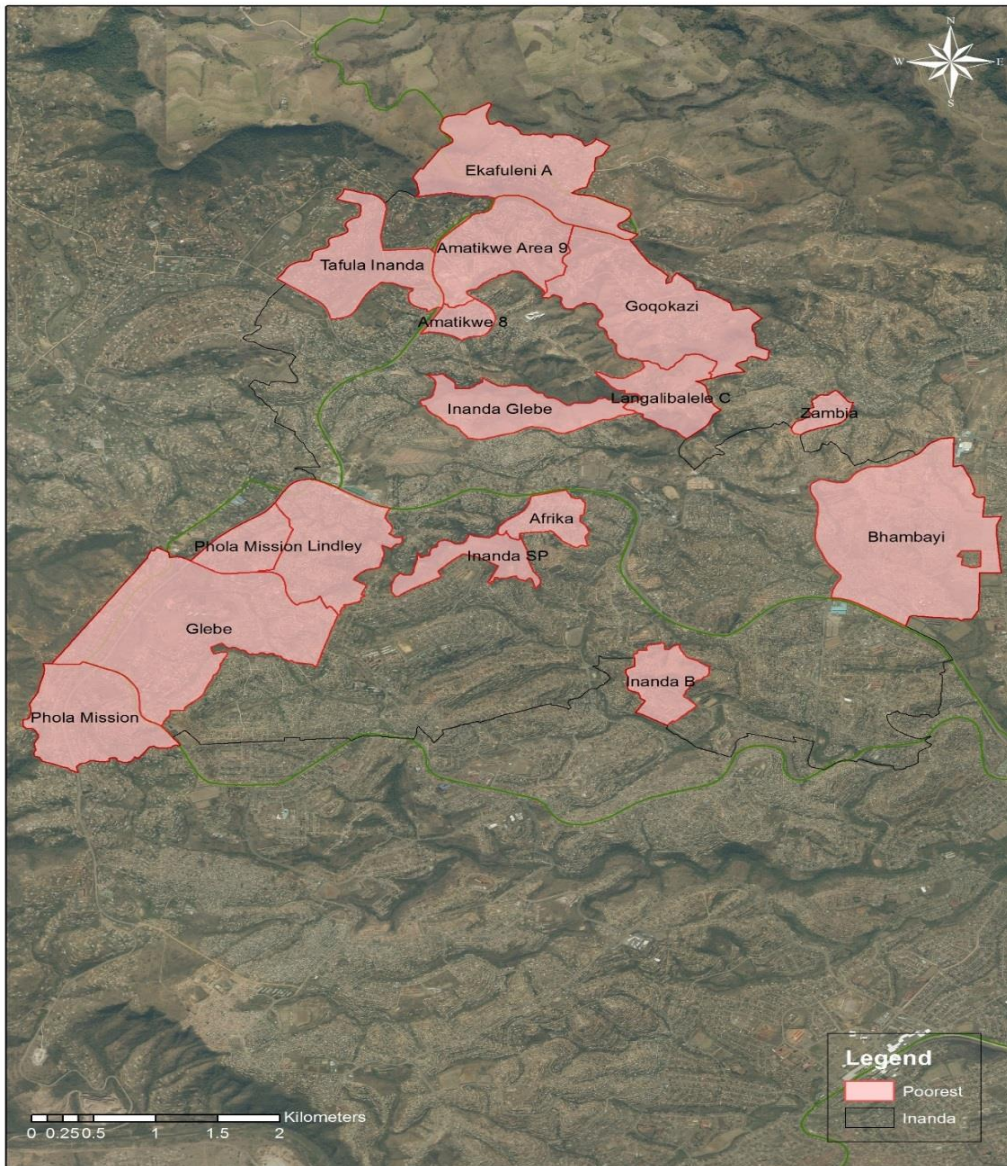 N
W E
S
Ekafuleni A
Amatikwe Area 9
Tafula Inanda
Goqokazi
Amatikwe 8
Langalibalele C
Inanda Glebe
Zambia
Afrika
Bhambayi
Phola Mission Lindley
Inanda SP
Glebe
Inanda B
Phola Mission
Legend
Poorest
Inanda
Kilometers
0 0.25 0.5 1 1.5 2